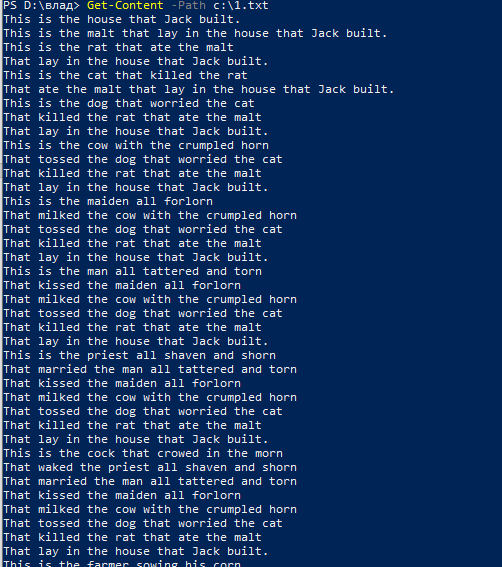 PS D:\влад> Get-Content -Path c:\1.txt
This is the house that Jack built.
This is the malt that lay in the house that Jack built.
This is the rat that ate the malt
That lay in the house that Jack built.
This is the cat that killed the rat
That ate the malt that lay in the house that Jack built.
This is the dog that worried the cat
That killed the rat that ate the malt
That lay in the house that Jack built.
This is the cow with the crumpled horn
That tossed the dog that worried the cat
That killed the rat that ate the malt
That lay in the house that Jack built.
This is the maiden all forlorn
That milked the cow with the crumpled horn
That tossed the dog that worried the cat
That killed the rat that ate the malt
That lay in the house that Jack built.
This is the man all tattered and torn
That kissed the maiden all forlorn
That milked the cow with the crumpled horn
That tossed the dog that worried the cat
That killed the rat that ate the malt
That lay in the house that Jack built.
This is the priest all shaven and shorn
That married the man all tattered and torn
That kissed the maiden all forlorn
That milked the cow with the crumpled horn
That tossed the dog that worried the cat
That killed the rat that ate the malt
That lay in the house that Jack built.
This is the cock that crowed in the morn
That waked the priest all shaven and shorn
That married the man all tattered and torn
That kissed the maiden all forlorn
That milked the cow with the crumpled horn
That tossed the dog that worried the cat
That killed the rat that ate the malt
That lay in the house that Jack built.
This is the farmer sowing his corn